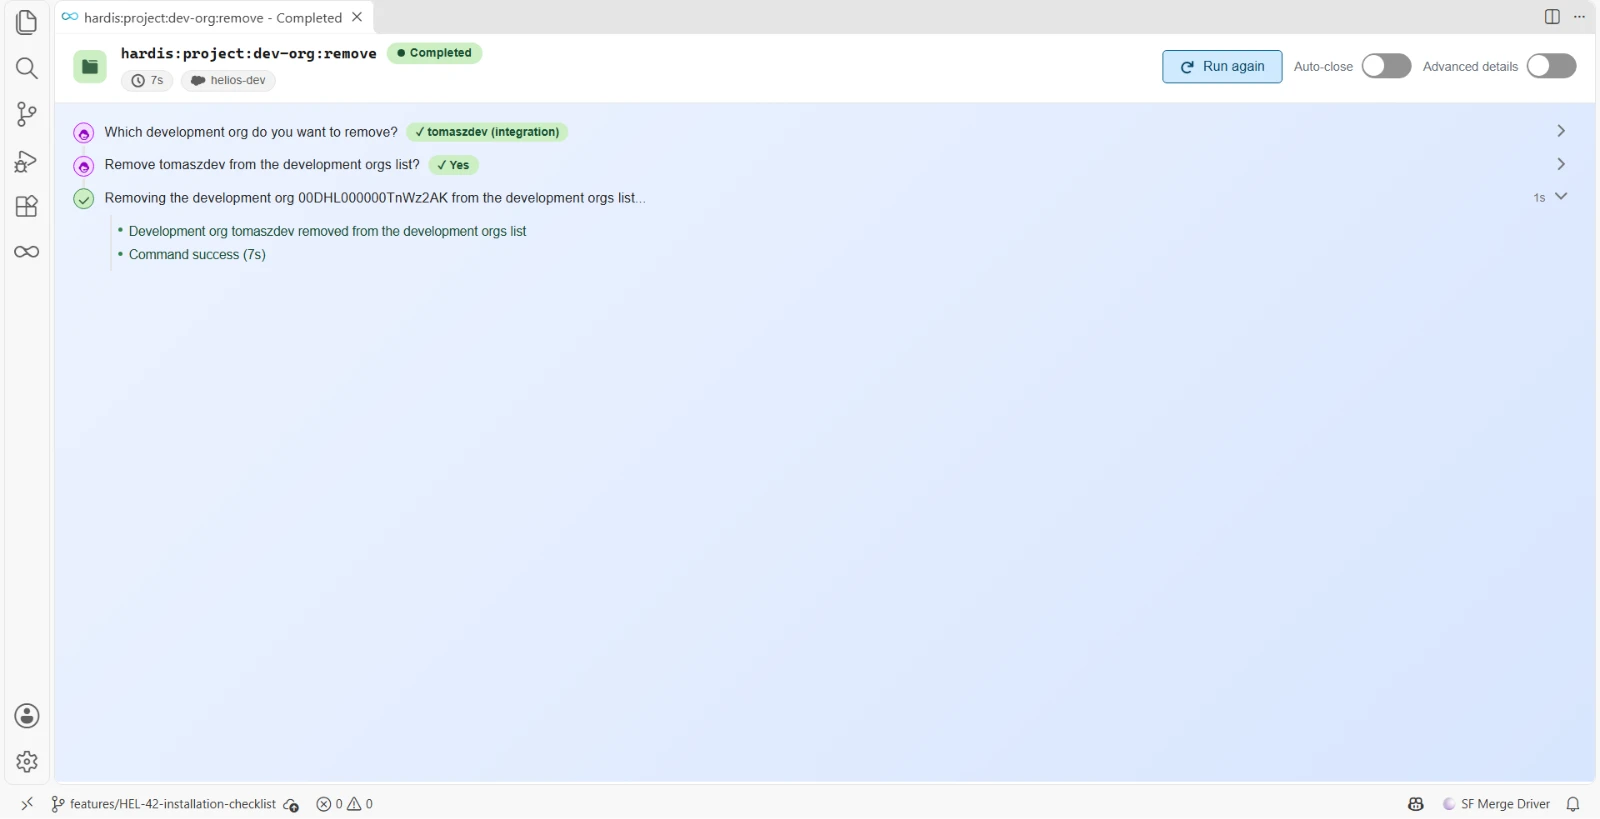 hardis:project:dev-org:remove - Completed
hardis:project:dev-org:remove
Completed
7s
helios-dev
Run again
Auto-close
Advanced details
Which development org do you want to remove? ✓ tomaszdev (integration)
Remove tomaszdev from the development orgs list? ✓ Yes
Removing the development org 00DHL000000TnWz2AK from the development orgs list...
1s
• Development org tomaszdev removed from the development orgs list
• Command success (7s)
features/HEL-42-installation-checklist
0
0
SF Merge Driver